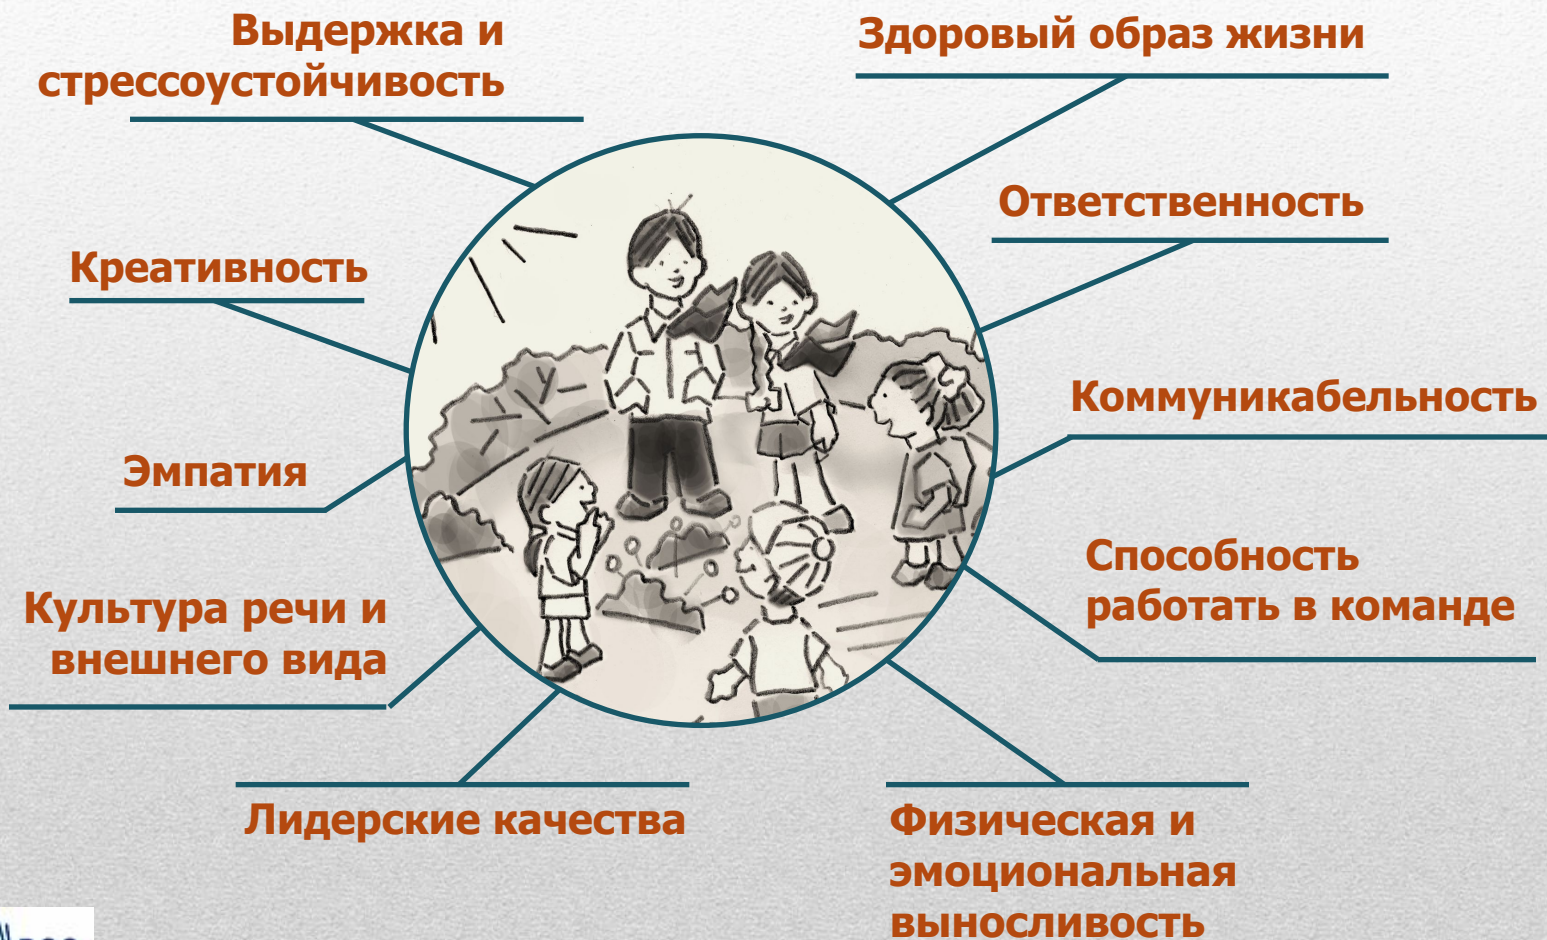 Выдержка и
стрессоустойчивость
Здоровый образ жизни
Ответственность
Креативность
Коммуникабельность
Эмпатия
Способность
работать в команде
Культура речи и
внешнего вида
Лидерские качества
Физическая и
эмоциональная
выносливость